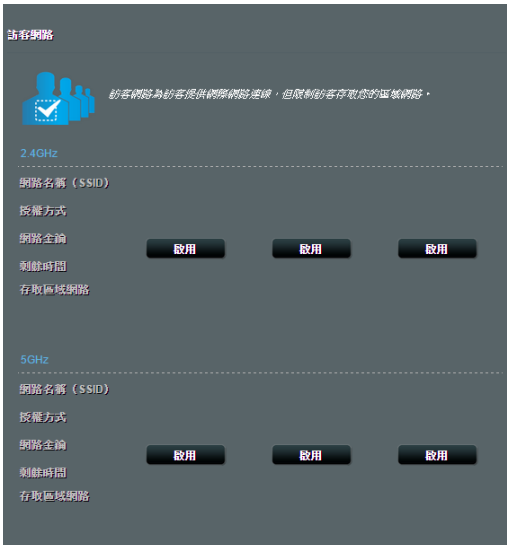 訪客網路
訪客網路為訪客提供網際網路連線,但限制訪客存取您的區域網路。
2.4GHz
網路名稱(SSID)
授權方式
網路金鑰
剩餘時間
存取區域網路
啟用 啟用 啟用
5GHz
網路名稱(SSID)
授權方式
網路金鑰
剩餘時間
存取區域網路
啟用 啟用 啟用